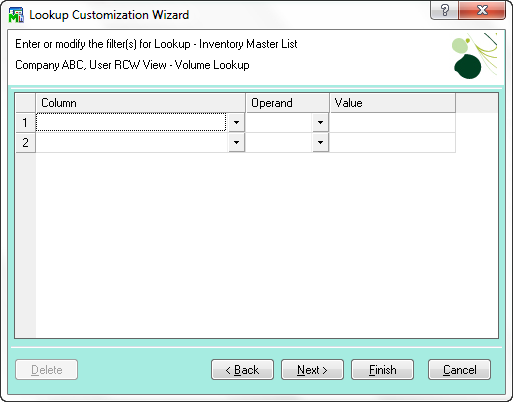 Lookup Customization Wizard
Enter or modify the filter(s) for Lookup - Inventory Master List
Company ABC, User RCW View - Volume Lookup
Column Operand Value
1
2
Delete < Back Next > Finish Cancel